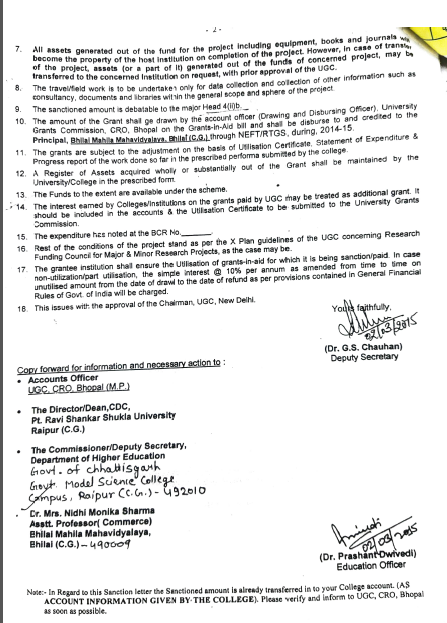 - 2 -
7. All assets generated out of the fund for the project including equipment, books and journals will
become the property of host Institution on completion of the project. However, in case of transfer
of the project, assets (or a part of it) generated out of the funds of concerned project, may be
transferred to the concerned Institution on request, with prior approval of the UGC.
8. The travel/field work is to be undertaken only for data collection and collection of other information such as
consultancy, documents and libraries within the general scope and sphere of the project.
9. The sanctioned amount is debatable to the major Head 4(ii)b.
10. The amount of the Grant shall ge drawn by the account officer (Drawing and Disbursing Officer), University
Grants Commission, CRO, Bhopal on the Grants-in-Aid bill and shall be disburse to and credited to the
Principal, Bhilai Mahila Mahavidyalaya, Bhilai (C.G.) through NEFT/RTGS., during, 2014-15.
11. The grants are subject to the adjustment on the basis of Utilisation Certificate, Statement of Expenditure &
Progress report of the work done so far in the prescribed performa submitted by the college.
12. A Register of Assets acquired wholly or substantially out of the Grant shall be maintained by the
University/College in the prescribed form.
13. The Funds to the extent are available under the scheme.
14. The interest earned by Colleges/Institutions on the grants paid by UGC may be treated as additional grant. It
should be included in the accounts & the Utilisation Certificate to be submitted to the University Grants
Commission.
15. The expenditure has noted at the BCR No.
16. Rest of the conditions of the project stand as per the X Plan guidelines of the UGC concerning Research
Funding Council for Major & Minor Research Projects, as the case may be.
17. The grantee institution shall ensure the Utilisation of grants-in-aid for which it is being sanction/paid. In case
non-utilization/part utilisation, the simple interest @ 10% per annum as amended from time to time on
unutilised amount from the date of drawl to the date of refund as per provisions contained in General Financial
Rules of Govt. of India will be charged.
18. This issues with the approval of the Chairman, UGC, New Delhi.
Yours faithfully,
02/03/2015
(Dr. G.S. Chauhan)
Deputy Secretary
Copy forward for information and necessary action to :
• Accounts Officer
UGC, CRO, Bhopal (M.P.)
• The Director/Dean,CDC,
Pt. Ravi Shankar Shukla University
Raipur (C.G.)
• The Commissioner/Deputy Secretary,
Department of Higher Education
Govt. of chhattisgarh
Govt. Model Science College
Campus, Raipur (C.G.) - 492010
Dr. Mrs. Nidhi Monika Sharma
Asstt. Professor( Commerce)
Bhilai Mahila Mahavidyalaya,
Bhilai (C.G.) - 490009
02/03/2015
(Dr. Prashant Dwivedi)
Education Officer
Note:- In Regard to this Sanction letter the Sanctioned amount is already transferred in to your College account. (AS
ACCOUNT INFORMATION GIVEN BY THE COLLEGE). Please verify and inform to UGC, CRO, Bhopal
as soon as possible.